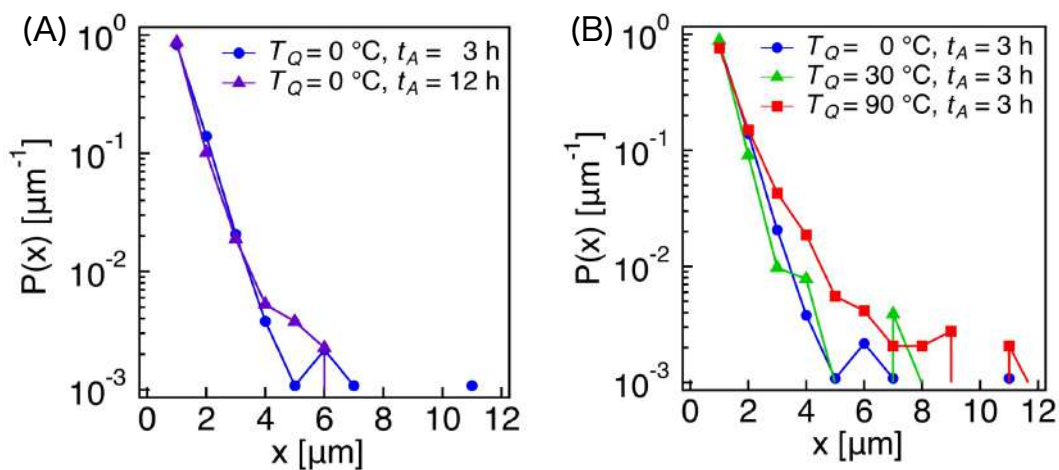 (A)
T_Q = 0 °C, t_A = 3 h
T_Q = 0 °C, t_A = 12 h
P(x) [µm⁻¹]
10⁰
10⁻¹
10⁻²
10⁻³
0 2 4 6 8 10 12
x [µm]
(B)
T_Q = 0 °C, t_A = 3 h
T_Q = 30 °C, t_A = 3 h
T_Q = 90 °C, t_A = 3 h
P(x) [µm⁻¹]
10⁰
10⁻¹
10⁻²
10⁻³
0 2 4 6 8 10 12
x [µm]